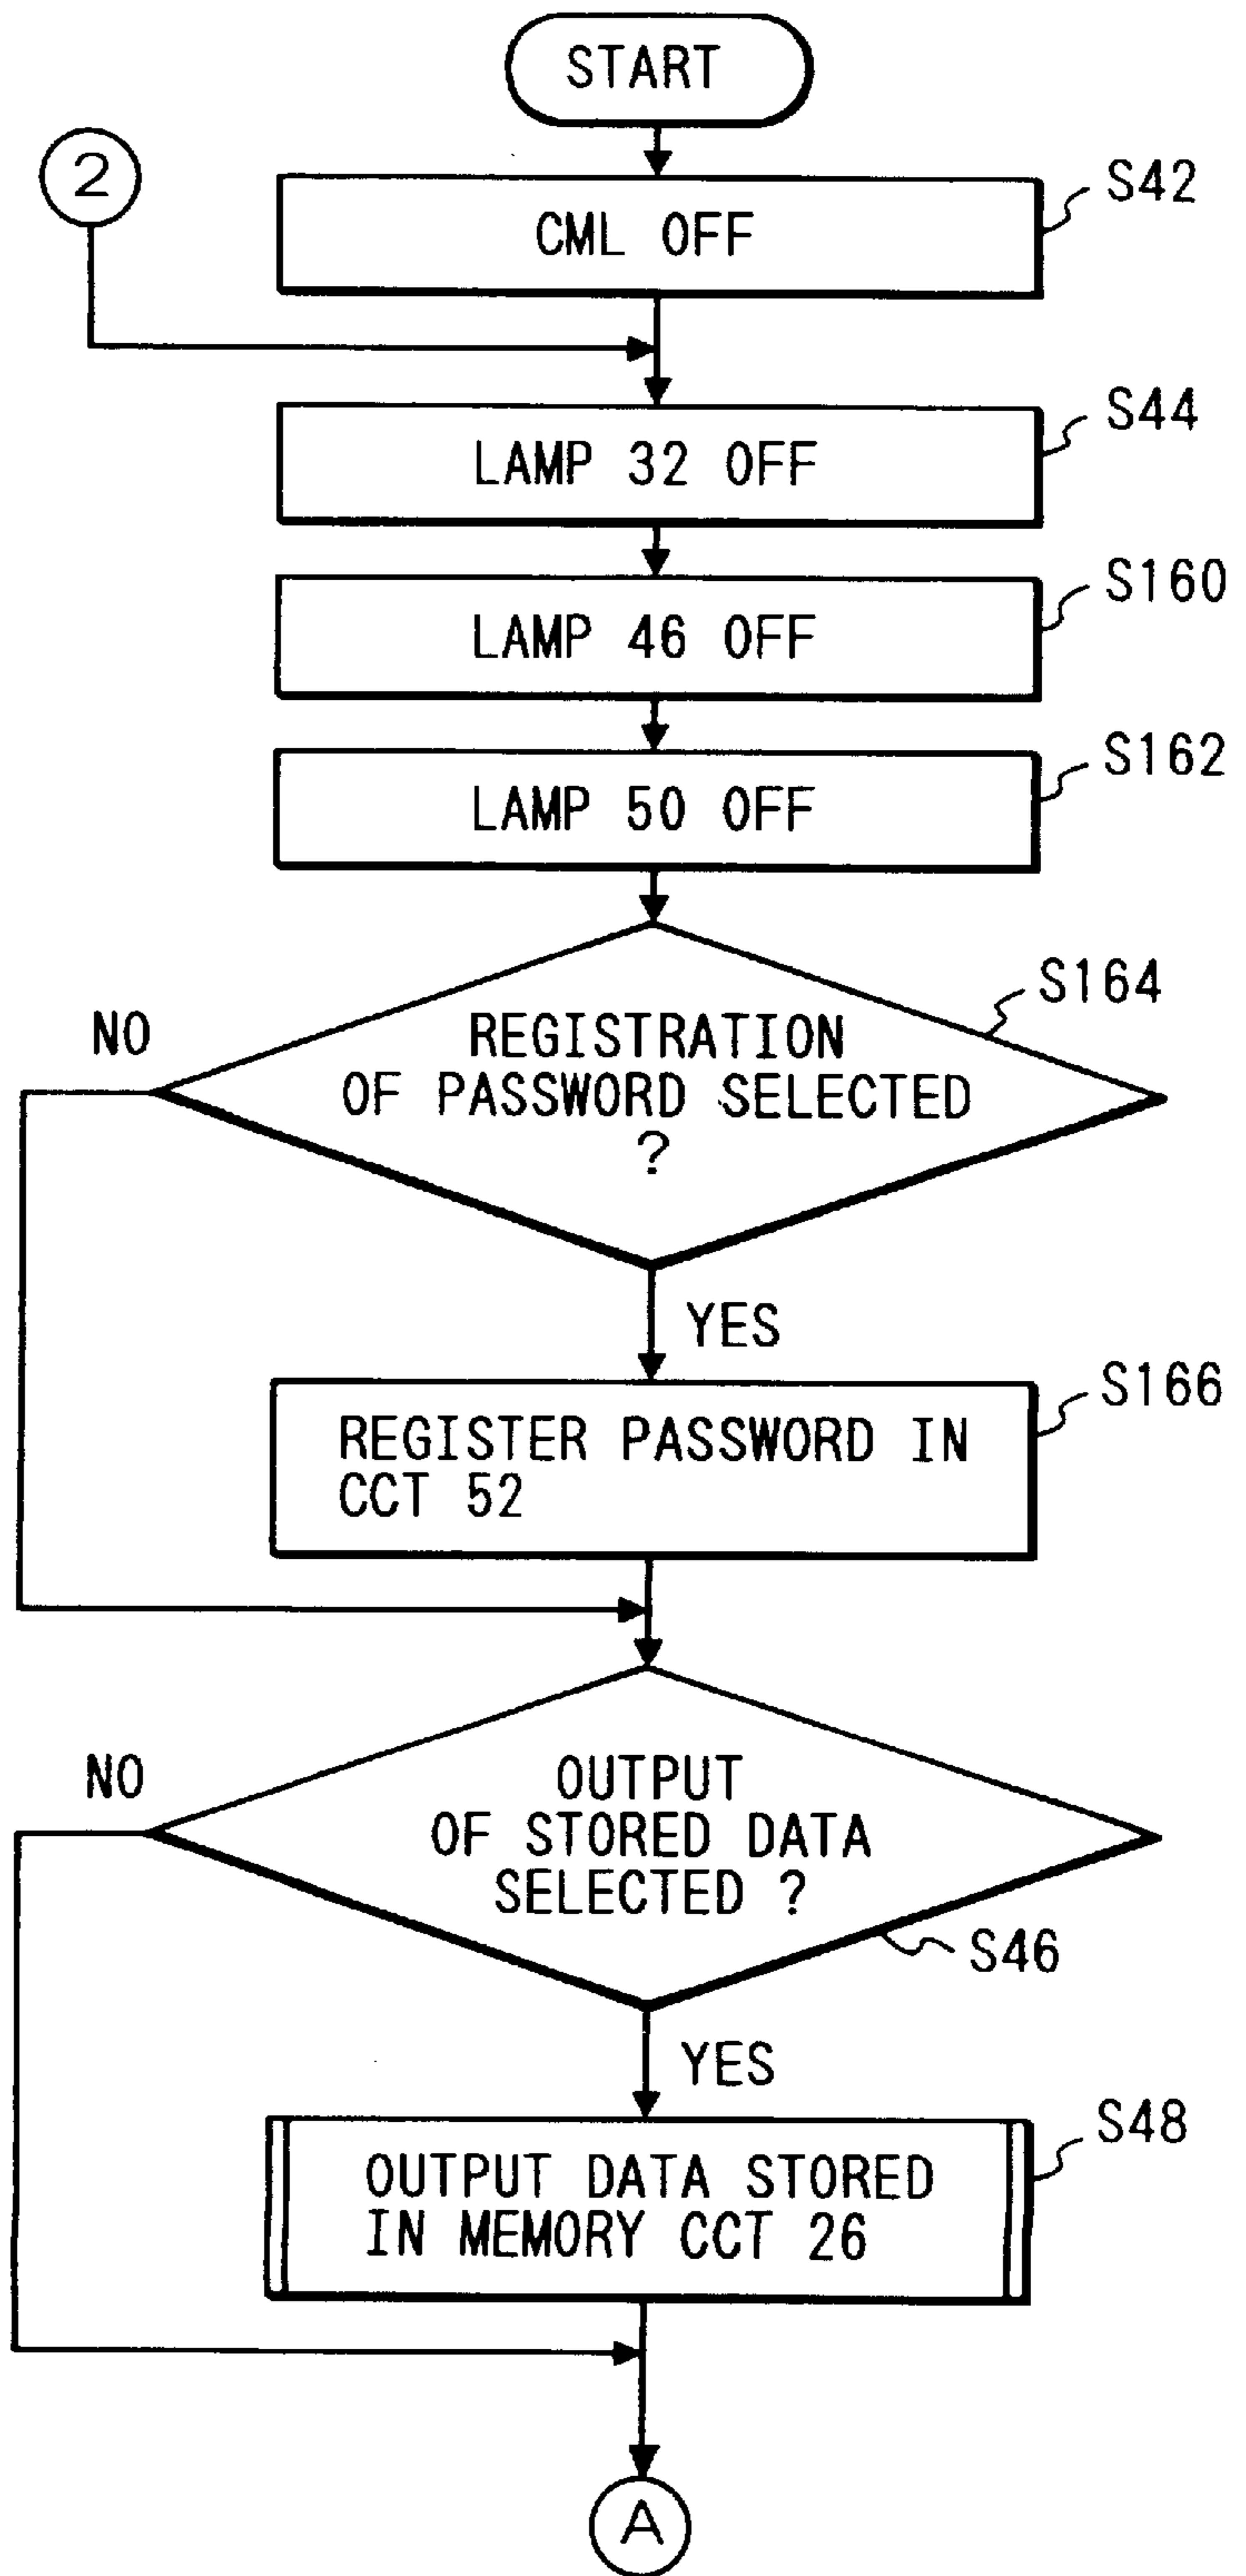 START
2
S42
CML OFF
S44
LAMP 32 OFF
S160
LAMP 46 OFF
S162
LAMP 50 OFF
S164
NO
REGISTRATION
OF PASSWORD SELECTED
?
YES
S166
REGISTER PASSWORD IN
CCT 52
NO
OUTPUT
OF STORED DATA
SELECTED ?
S46
YES
S48
OUTPUT DATA STORED
IN MEMORY CCT 26
A